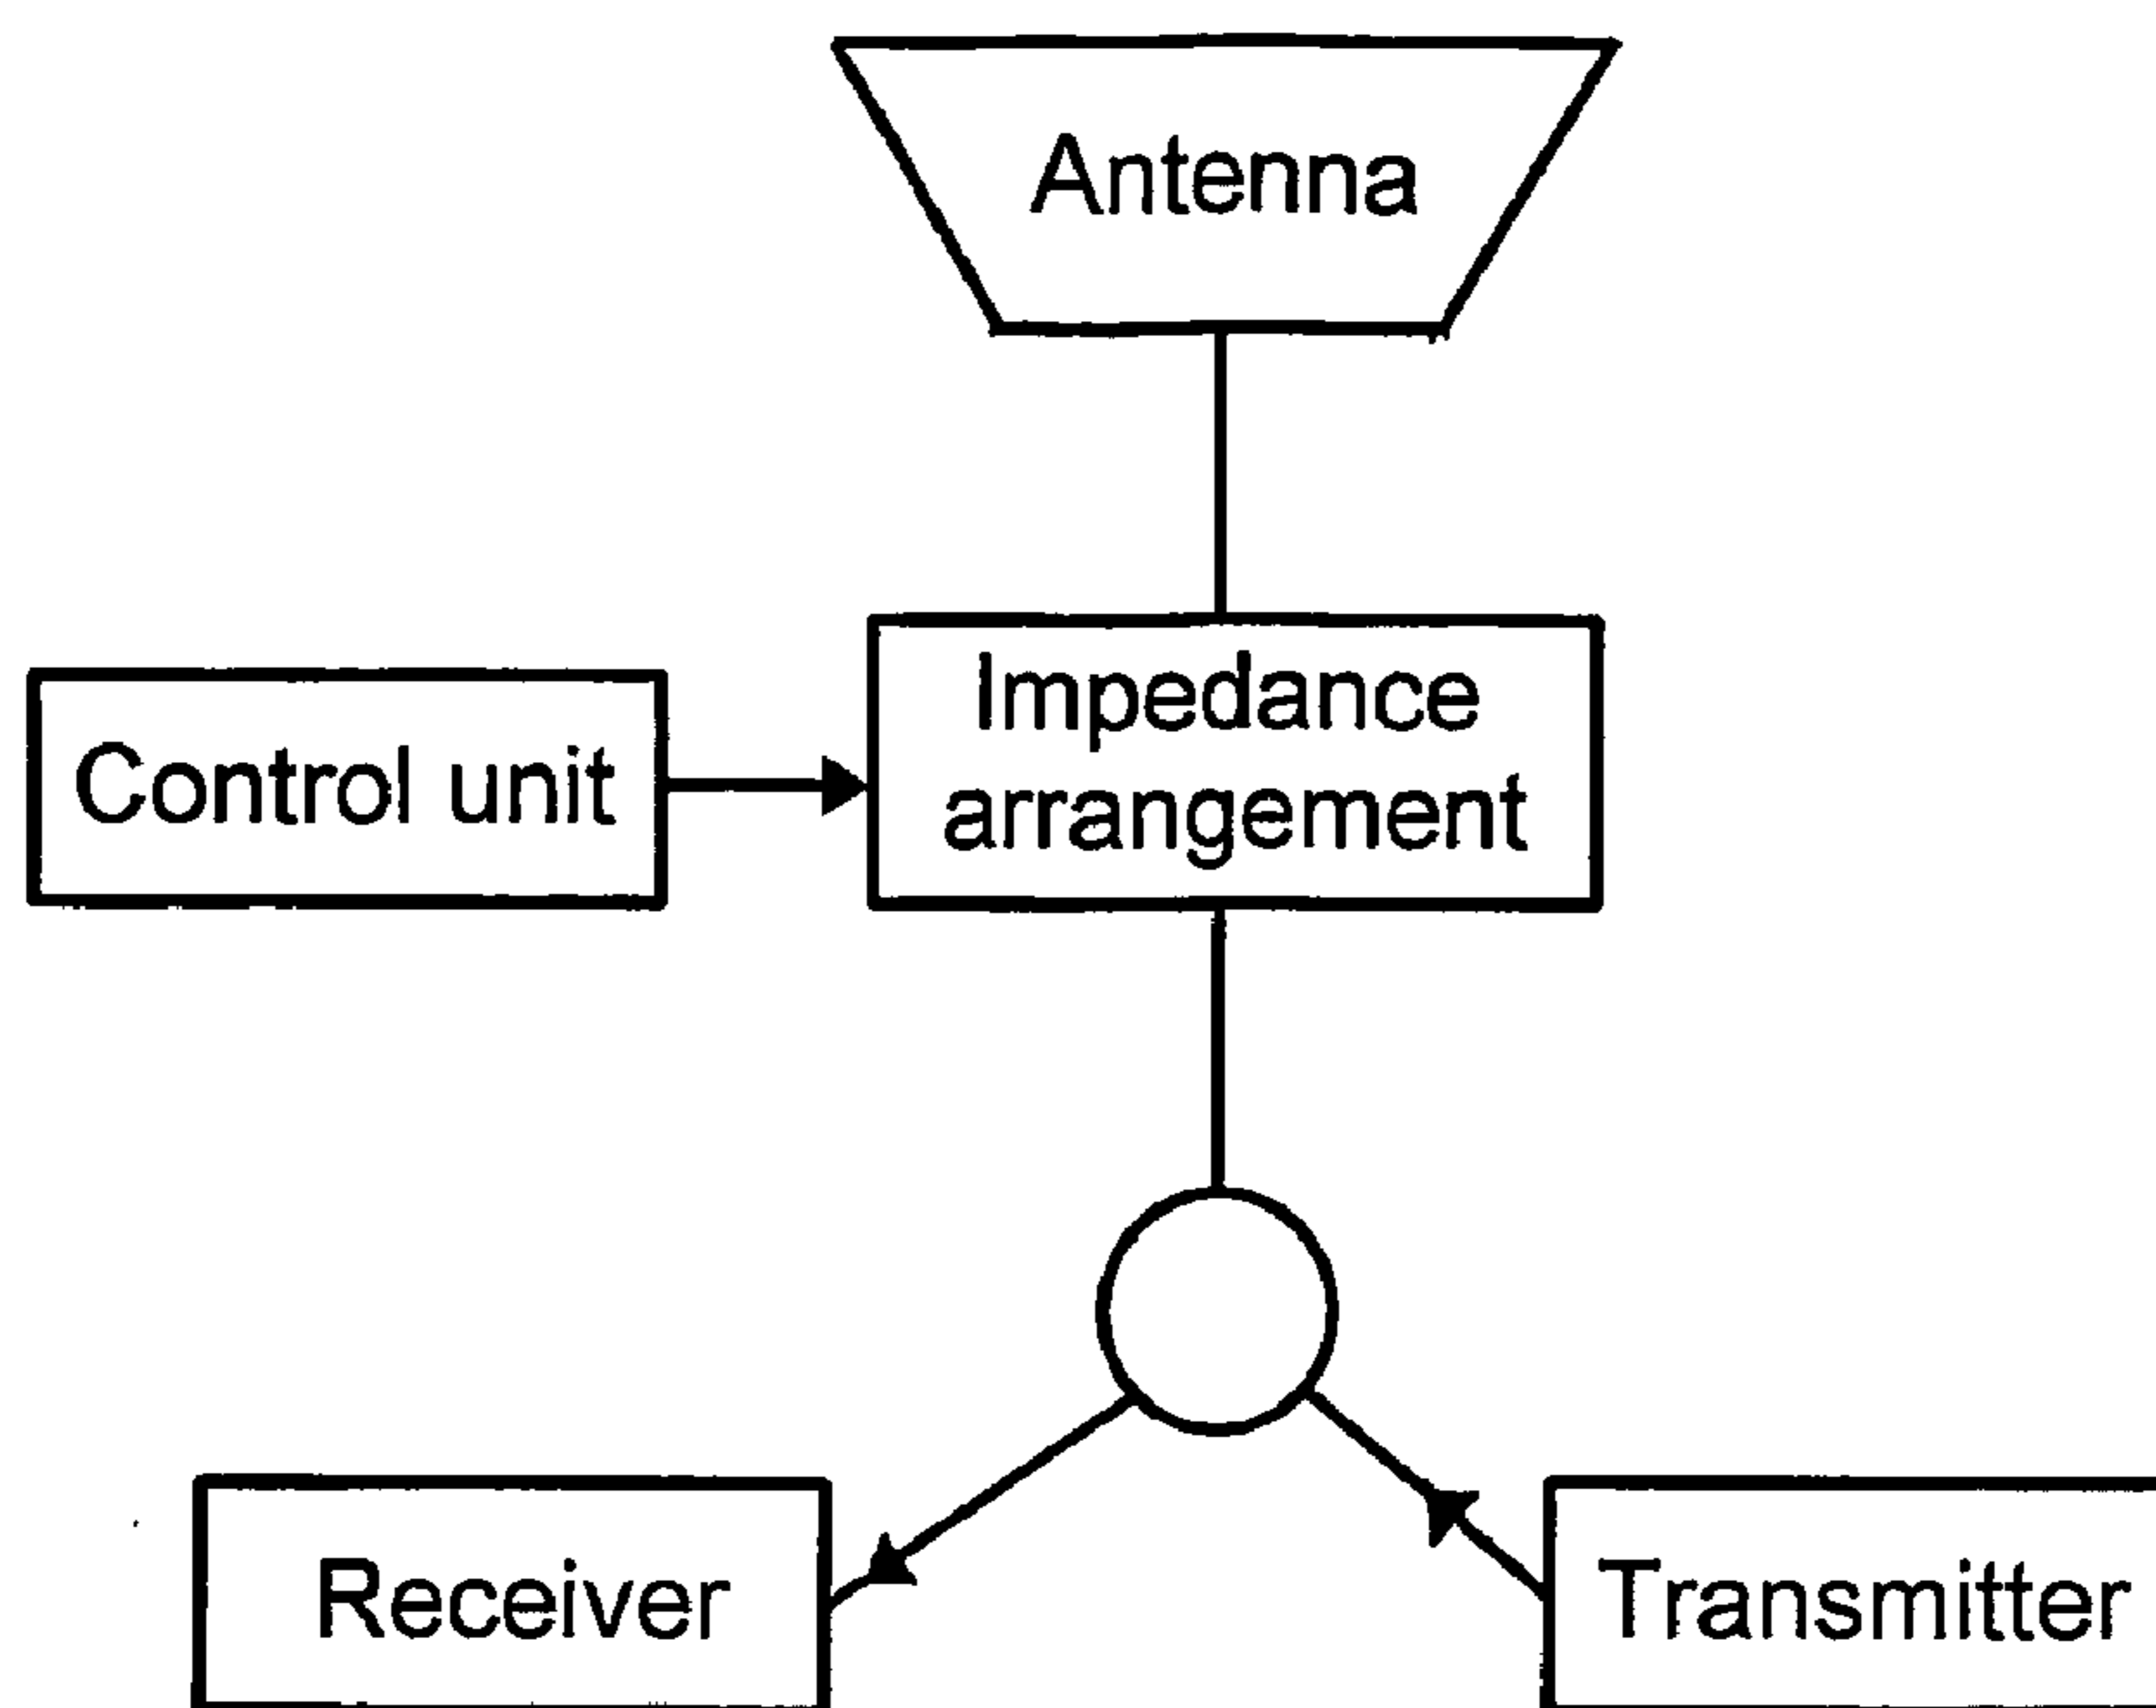 Antenna
Control unit
Impedance
arrangement
Receiver
Transmitter